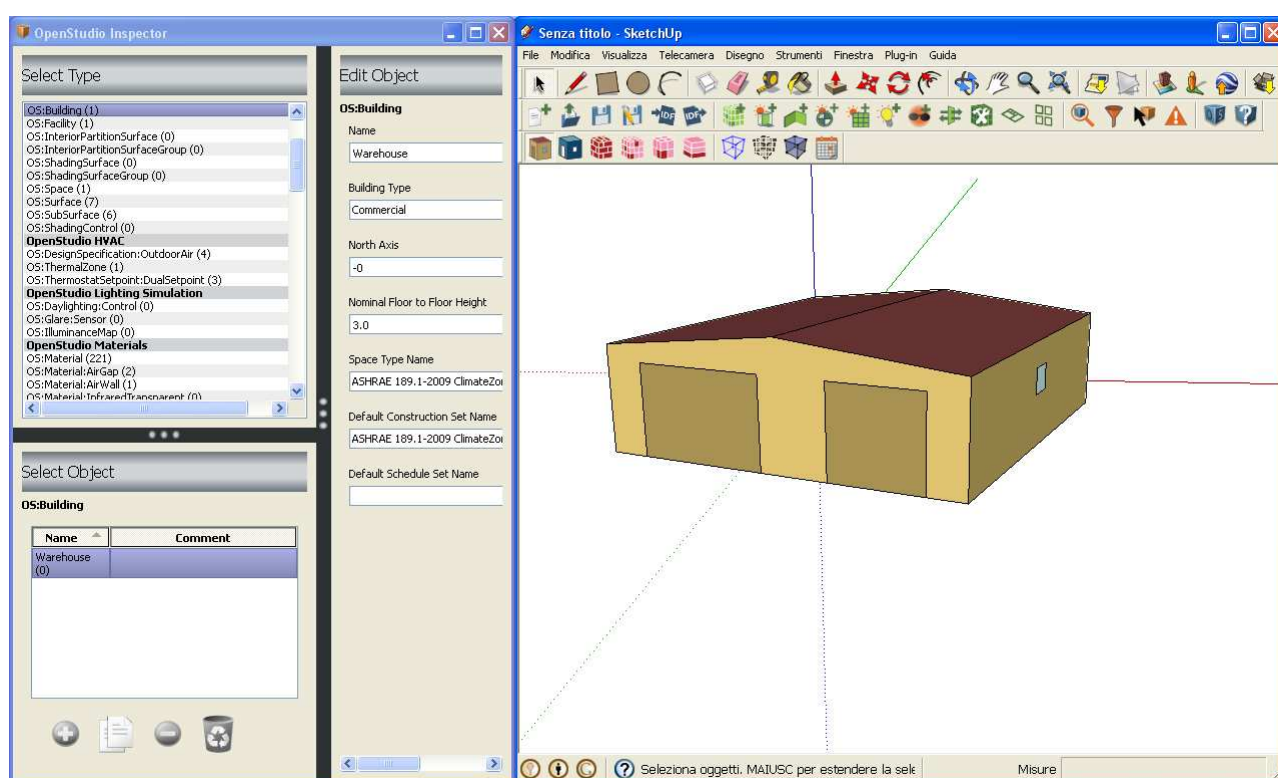 OpenStudio Inspector
Select Type
OS:Building (1)
OS:Facility (1)
OS:InteriorPartitionSurface (0)
OS:InteriorPartitionSurfaceGroup (0)
OS:ShadingSurface (0)
OS:ShadingSurfaceGroup (0)
OS:Space (1)
OS:Surface (7)
OS:SubSurface (6)
OS:ShadingControl (0)
OpenStudio HVAC
OS:DesignSpecification:OutdoorAir (4)
OS:ThermalZone (1)
OS:ThermostatSetpoint:DualSetpoint (3)
OpenStudio Lighting Simulation
OS:Daylighting:Control (0)
OS:Glare:Sensor (0)
OS:IlluminanceMap (0)
OpenStudio Materials
OS:Material (221)
OS:Material:AirGap (2)
OS:Material:AirWall (1)
OS:Material:InfraredTransparent (0)
Select Object
OS:Building
Name Comment
Warehouse
(0)
Edit Object
OS:Building
Name
Warehouse
Building Type
Commercial
North Axis
-0
Nominal Floor to Floor Height
3.0
Space Type Name
ASHRAE 189.1-2009 ClimateZo
Default Construction Set Name
ASHRAE 189.1-2009 ClimateZo
Default Schedule Set Name
Senza titolo - SketchUp
File Modifica Visualizza Telecamera Disegno Strumenti Finestra Plug-in Guida
IDF IDF
Seleziona oggetti. MAIUSC per estendere la sele
Misure